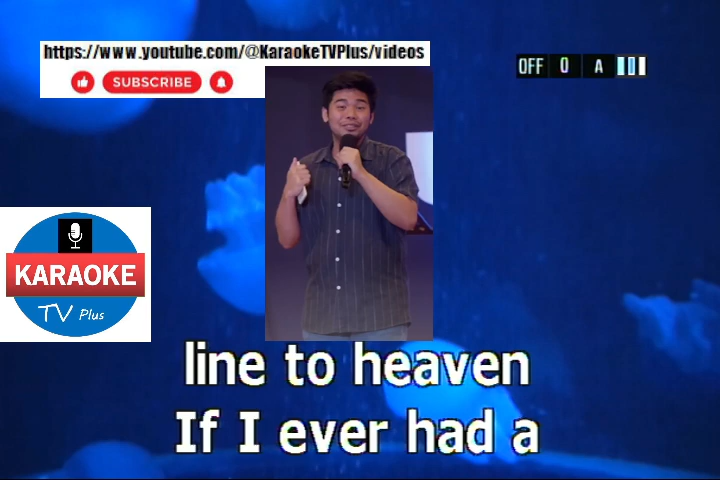 https://www.youtube.com/@KaraokeTVPlus/videos
SUBSCRIBE
OFF 0 A
KARAOKE
TV Plus
line to heaven
If I ever had a